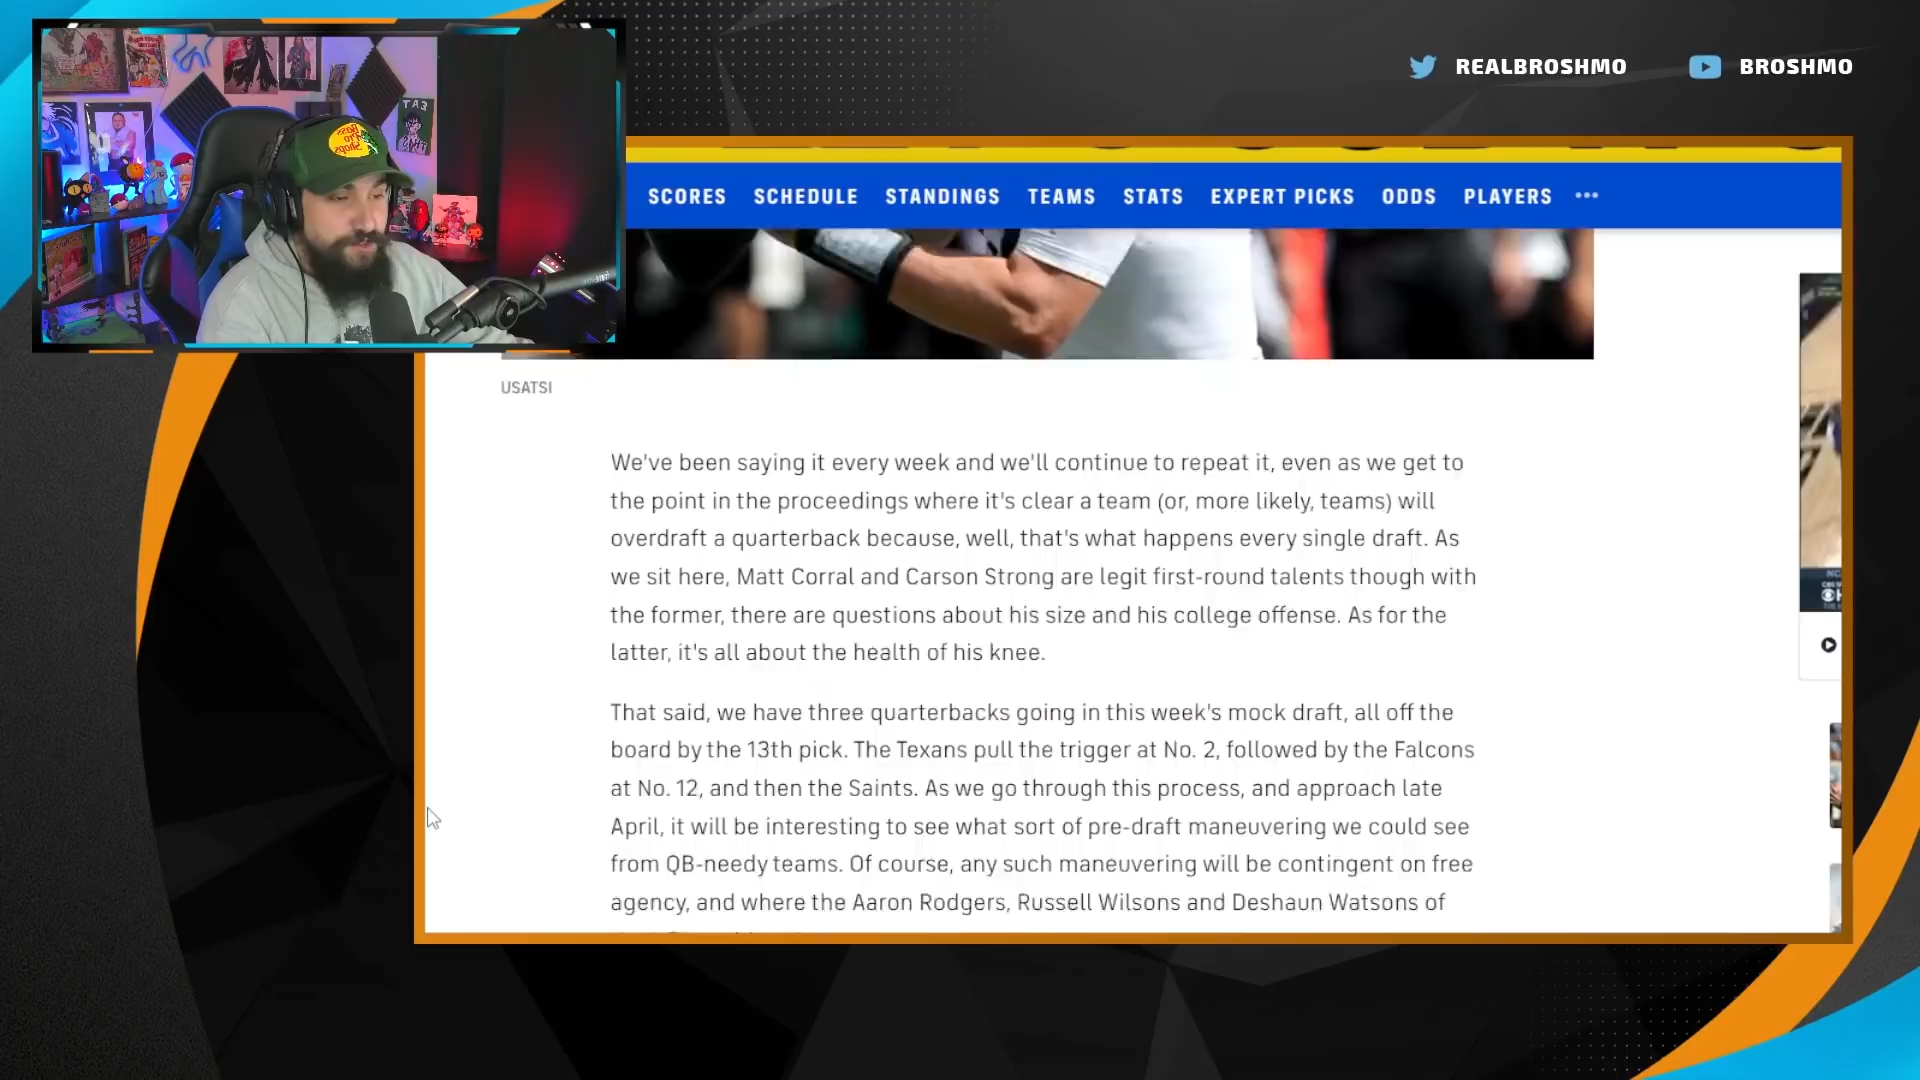 REALBROSHMO
BROSHMO
EAT
Bass
Pro
Shops
SCORES SCHEDULE STANDINGS TEAMS STATS EXPERT PICKS ODDS PLAYERS •••
USATSI
We've been saying it every week and we'll continue to repeat it, even as we get to
the point in the proceedings where it's clear a team (or, more likely, teams) will
overdraft a quarterback because, well, that's what happens every single draft. As
we sit here, Matt Corral and Carson Strong are legit first-round talents though with
the former, there are questions about his size and his college offense. As for the
latter, it's all about the health of his knee.
That said, we have three quarterbacks going in this week's mock draft, all off the
board by the 13th pick. The Texans pull the trigger at No. 2, followed by the Falcons
at No. 12, and then the Saints. As we go through this process, and approach late
April, it will be interesting to see what sort of pre-draft maneuvering we could see
from QB-needy teams. Of course, any such maneuvering will be contingent on free
agency, and where the Aaron Rodgers, Russell Wilsons and Deshaun Watsons of